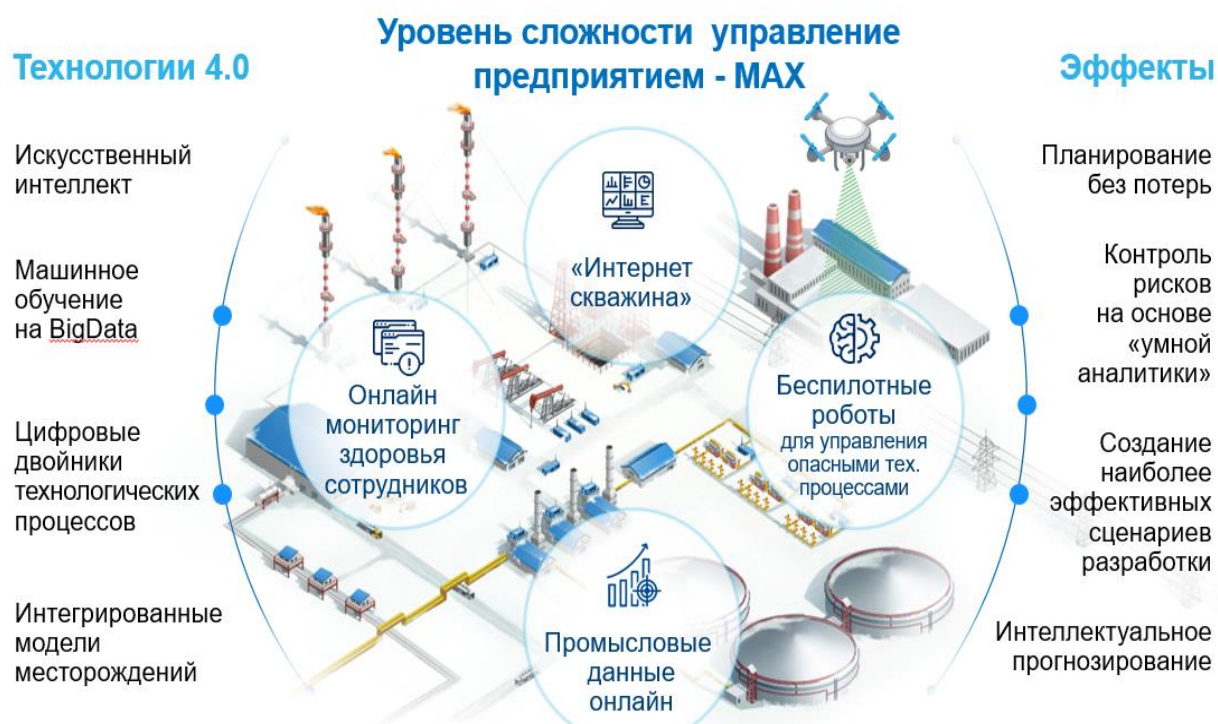 Уровень сложности управление
предприятием - MAX
Технологии 4.0
Искусственный
интеллект
Машинное
обучение
на BigData
Цифровые
двойники
технологических
процессов
Интегрированные
модели
месторождений
«Интернет
скважина»
Онлайн
мониторинг
здоровья
сотрудников
Беспилотные
роботы
для управления
опасными тех.
процессами
Промысловые
данные
онлайн
Эффекты
Планирование
без потерь
Контроль
рисков
на основе
«умной
аналитики»
Создание
наиболее
эффективных
сценариев
разработки
Интеллектуальное
прогнозирование